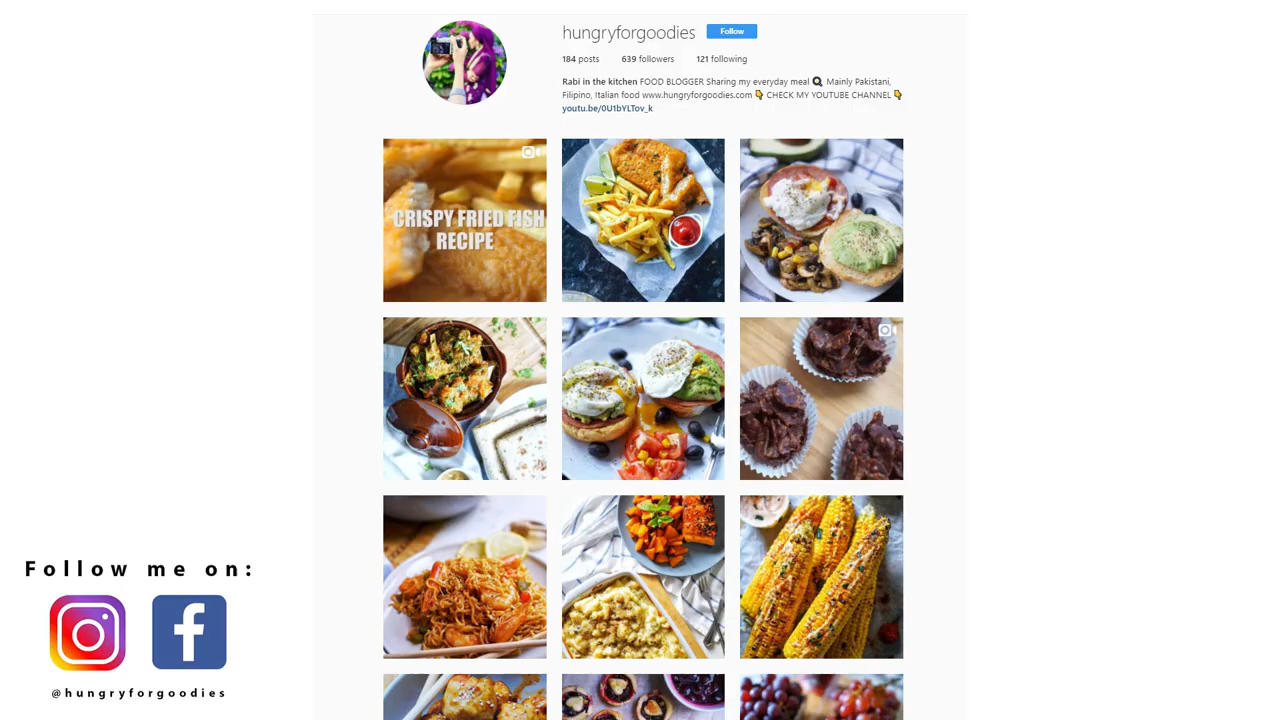 hungryforgoodies Follow
184 posts 639 followers 121 following
Rabi in the kitchen FOOD BLOGGER Sharing my everyday meal 🍳 Mainly Pakistani,
Filipino, Italian food www.hungryforgoodies.com 👇 CHECK MY YOUTUBE CHANNEL 👇
youtu.be/0U1bYLTov_k
CRISPY FRIED FISH
RECIPE
Follow me on:
@hungryforgoodies